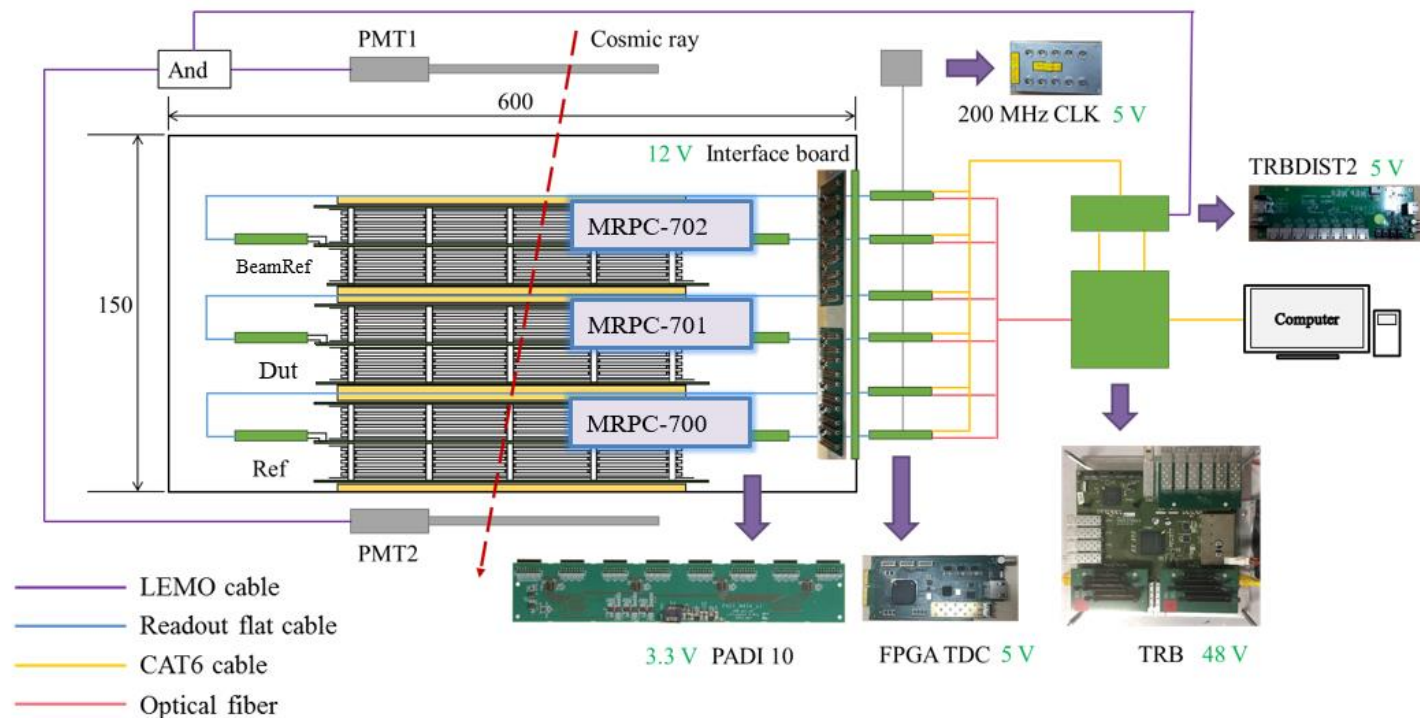 PMT1
Cosmic ray
And
600
200 MHz CLK 5 V
12 V Interface board
TRBDIST2 5 V
MRPC-702
BeamRef
150
MRPC-701
Computer
Dut
MRPC-700
Ref
PMT2
LEMO cable
Readout flat cable
3.3 V PADI 10
FPGA TDC 5 V
TRB 48 V
CAT6 cable
Optical fiber